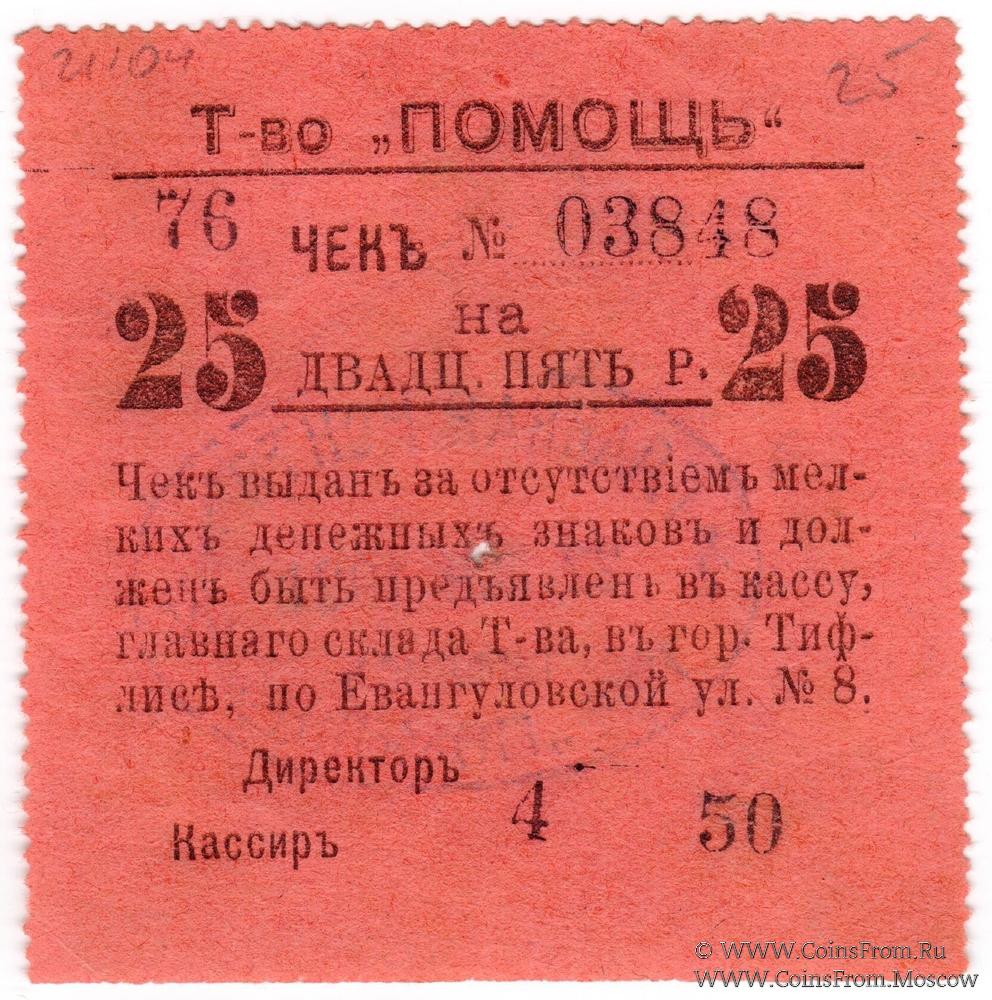 21104 25
Т-во „ПОМОЩЬ“
76 ЧЕКЪ № 03848
25 на 25
ДВАДЦ. ПЯТЬ Р.
Чекъ выданъ за отсутствіемъ мел-
кихъ денежныхъ знаковъ и дол-
женъ быть предъявленъ въ кассу,
главнаго склада Т-ва, въ гор. Тиф-
лисѣ, по Евангуловской ул. № 8.
Директоръ
4 50
Кассиръ
© WWW.CoinsFrom.Ru
WWW.CoinsFrom.Moscow